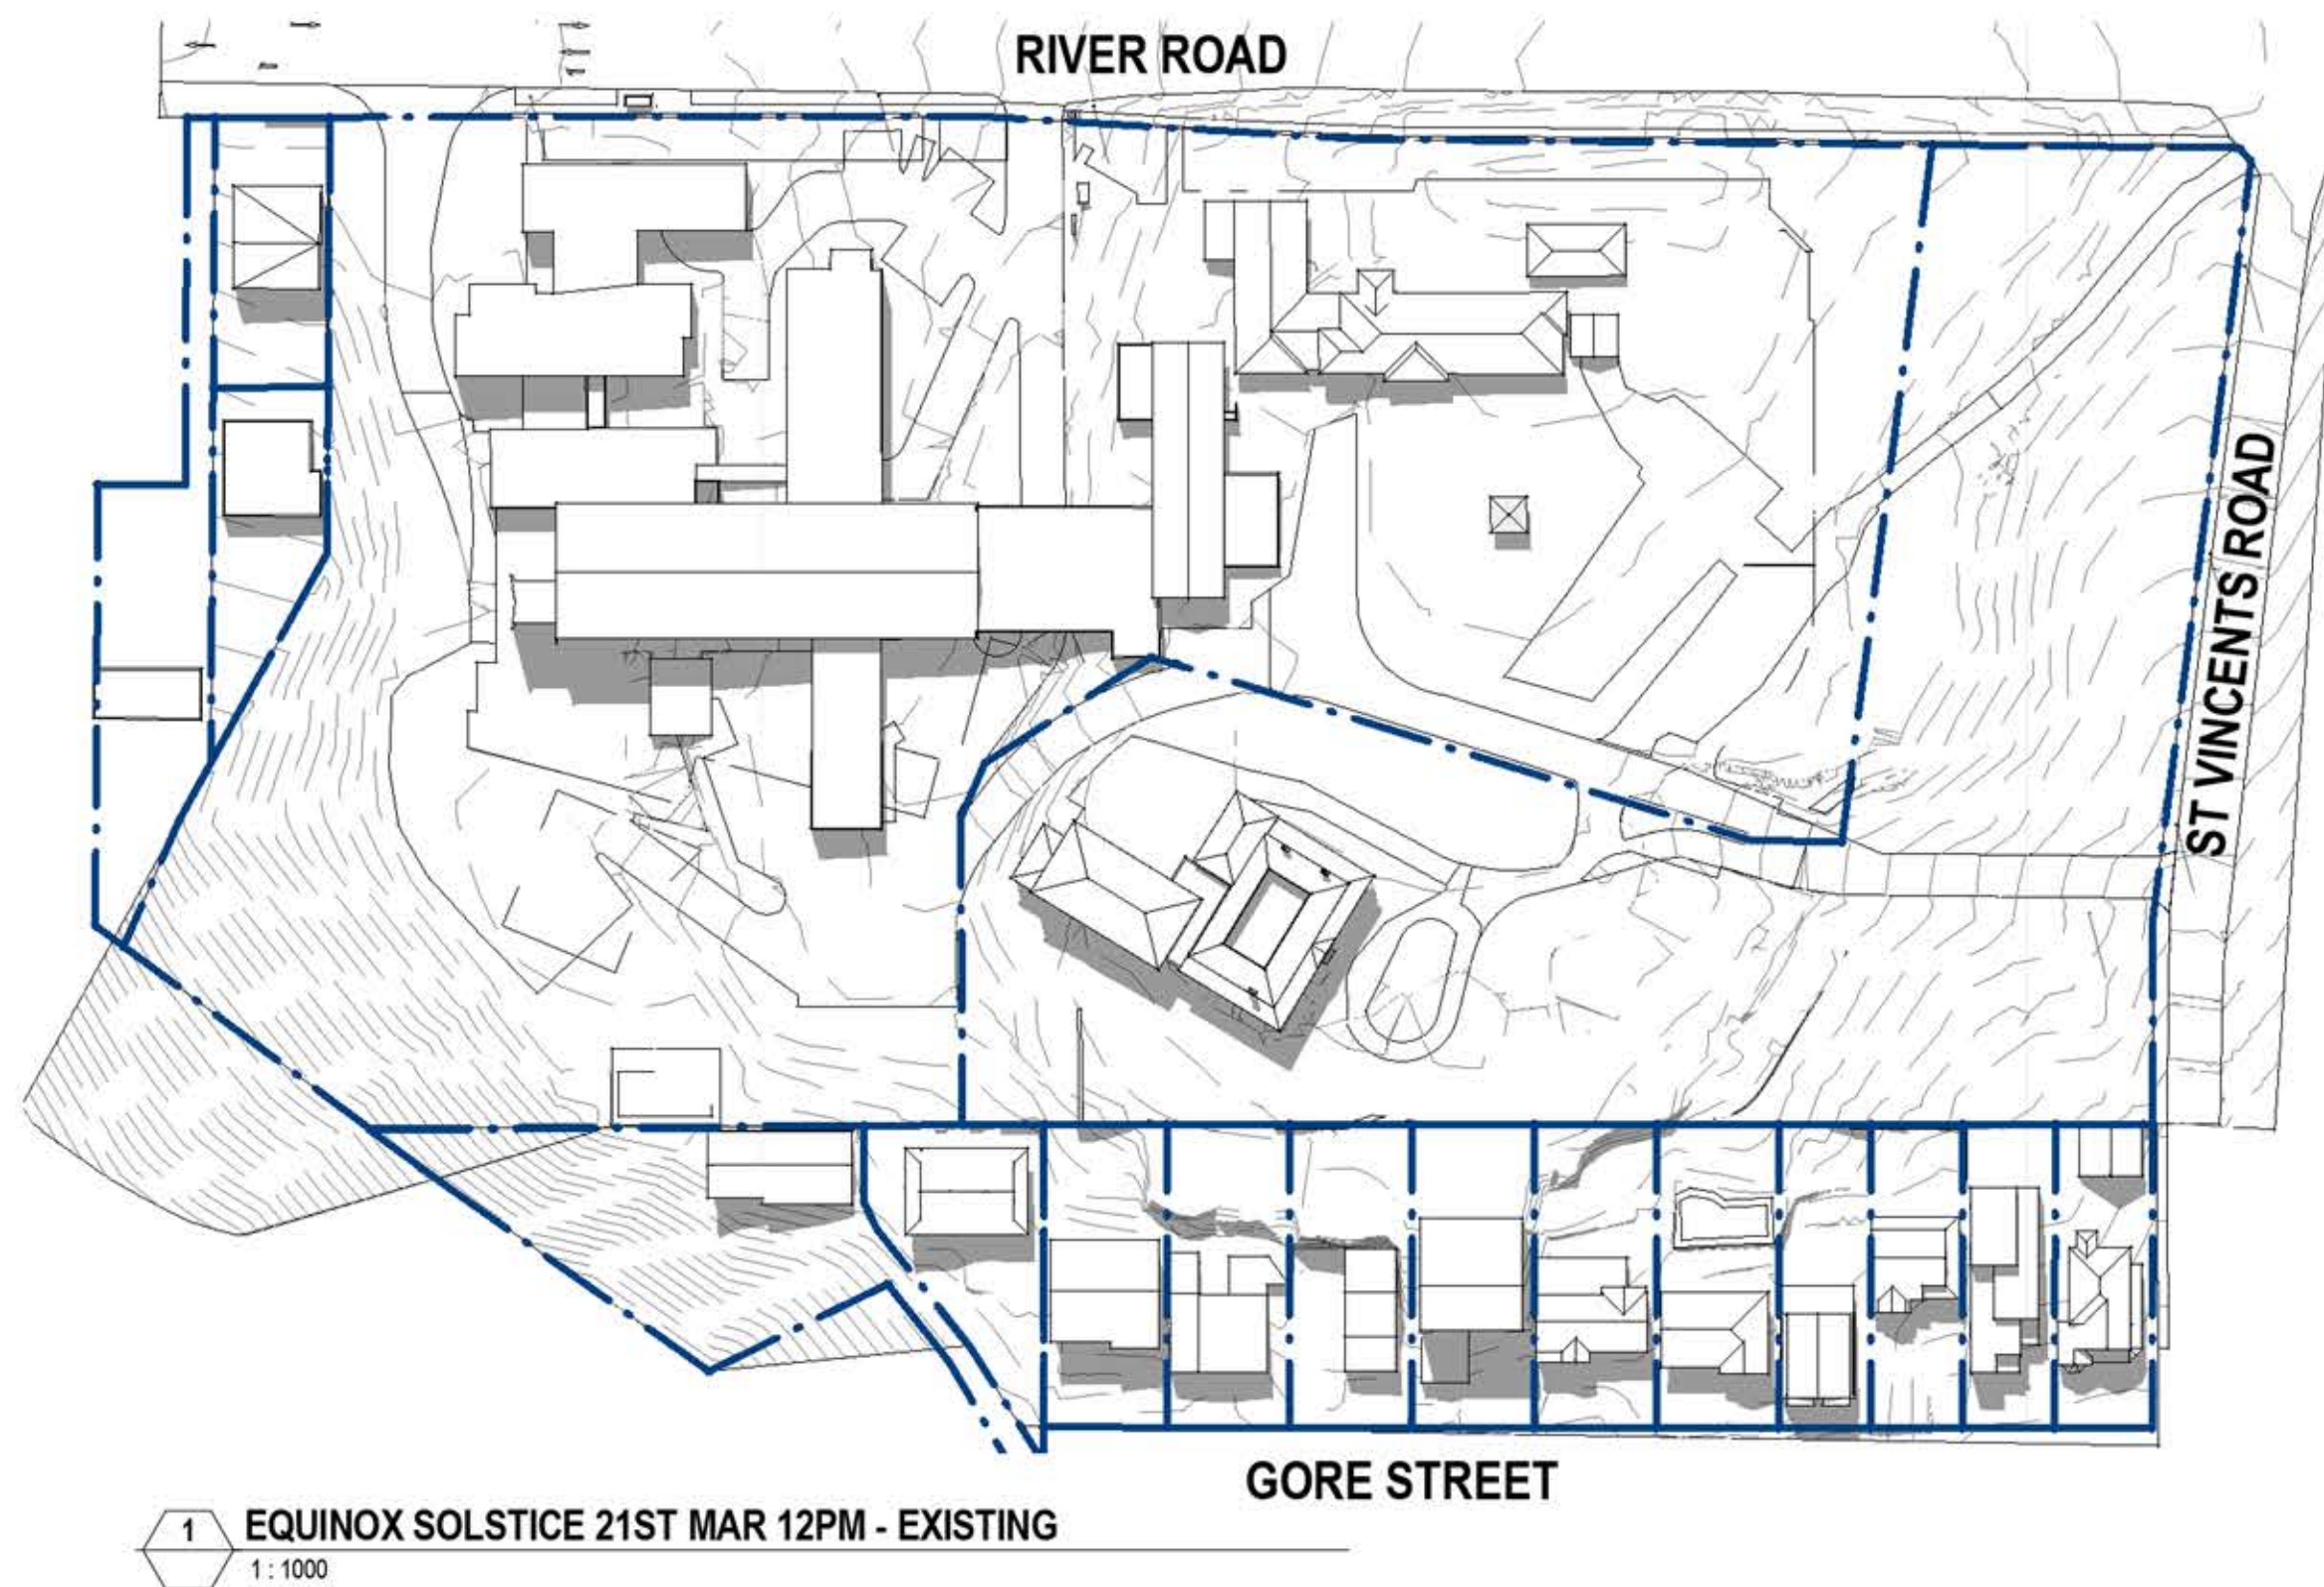 RIVER ROAD
ST VINCENTS ROAD
GORE STREET
1
EQUINOX SOLSTICE 21ST MAR 12PM - EXISTING
1 : 1000